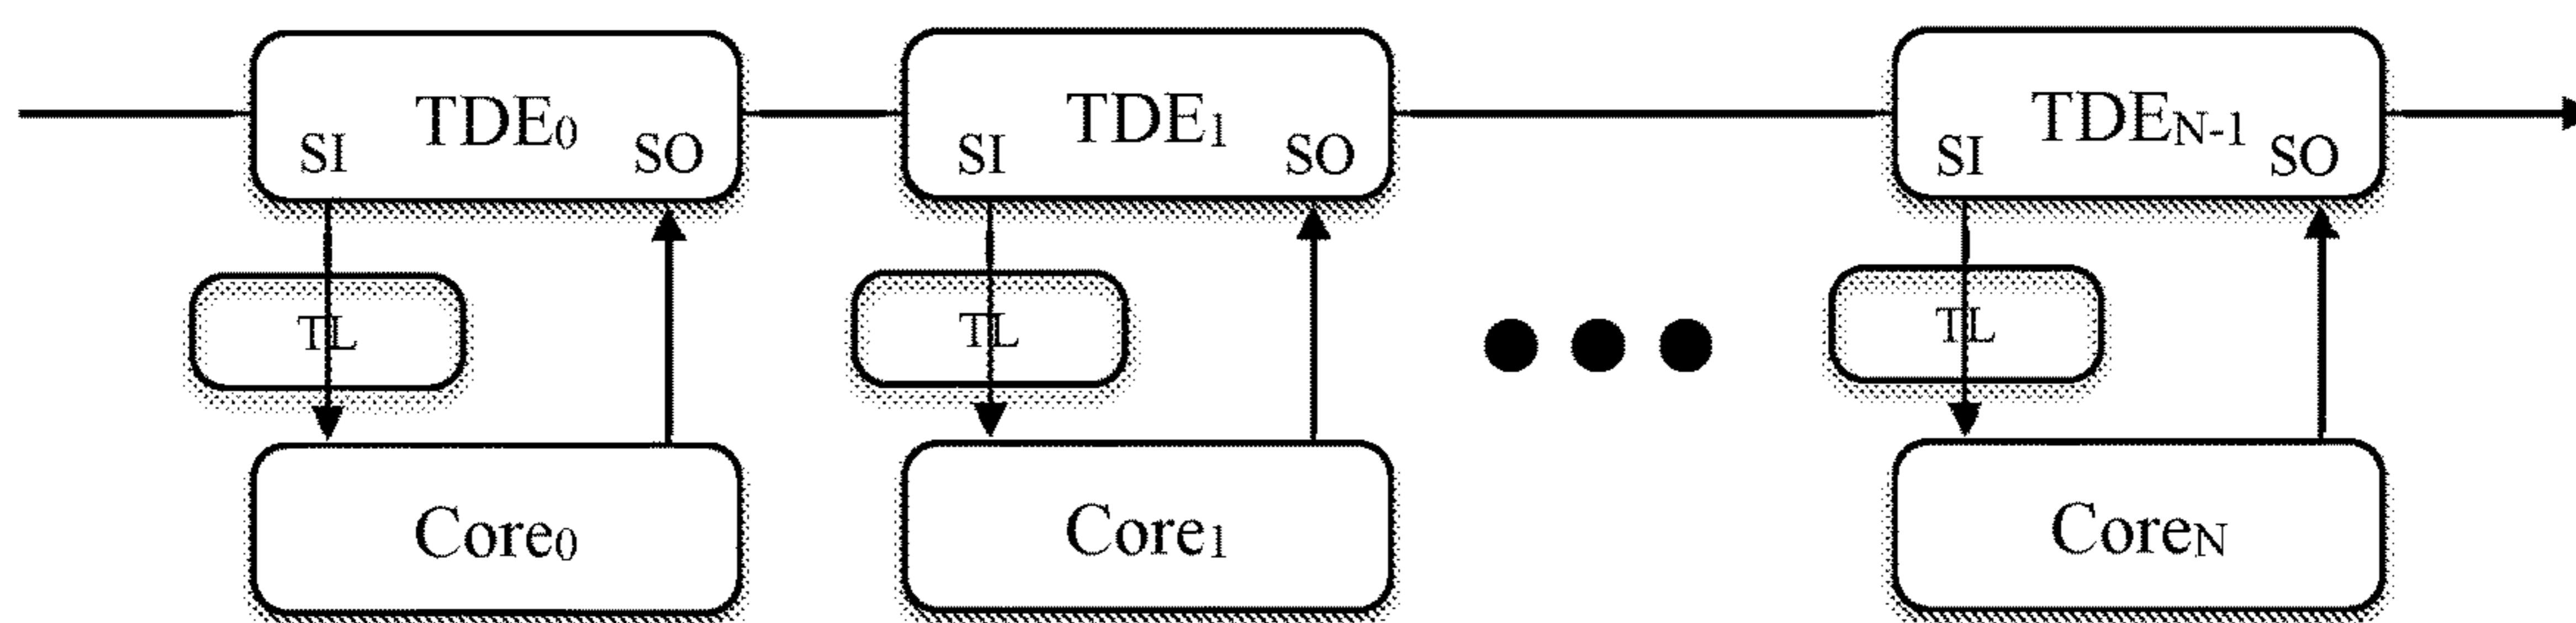 TDE0
SI
SO
TDE1
SI
SO
TDEN-1
SI
SO
TL
TL
TL
Core0
Core1
CoreN